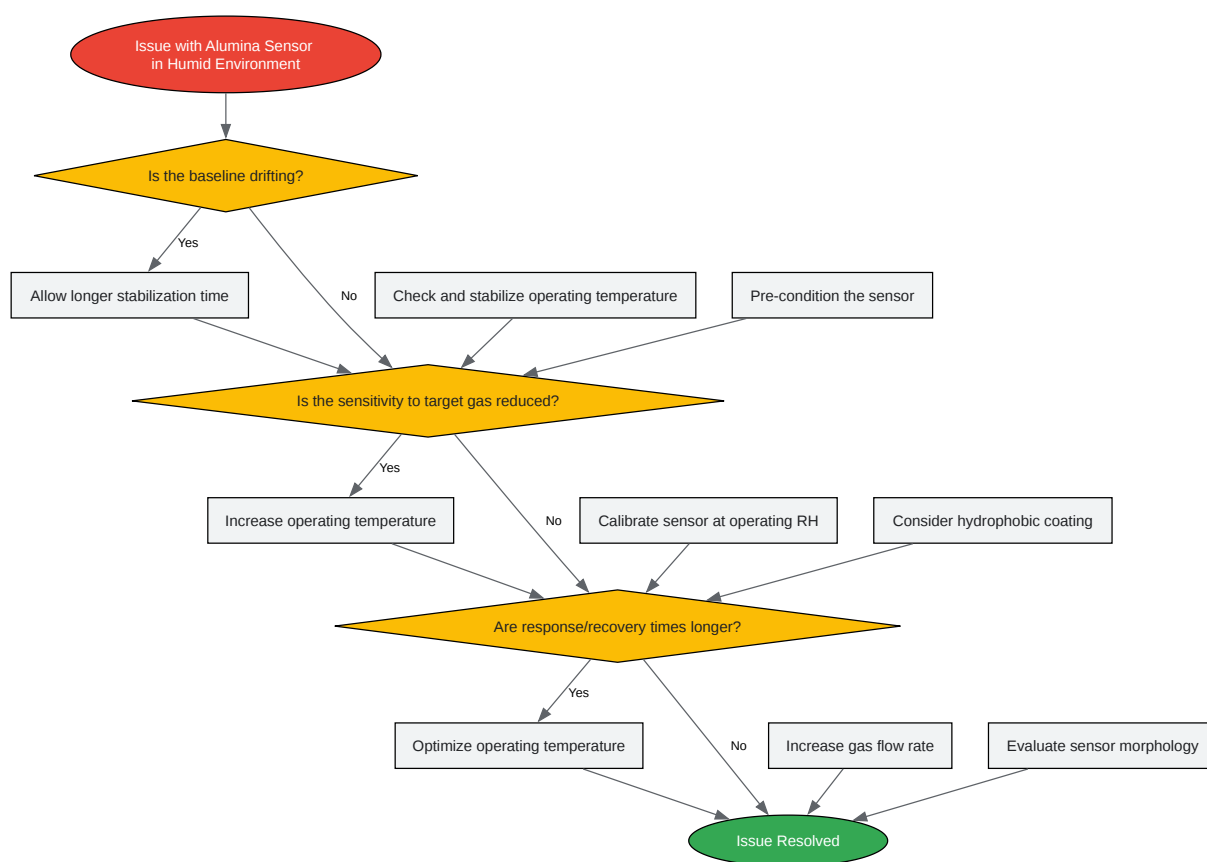 Issue with Alumina Sensor
in Humid Environment
Is the baseline drifting?
Yes
No
Allow longer stabilization time
Check and stabilize operating temperature
Pre-condition the sensor
Is the sensitivity to target gas reduced?
Yes
No
Increase operating temperature
Calibrate sensor at operating RH
Consider hydrophobic coating
Are response/recovery times longer?
Yes
No
Optimize operating temperature
Increase gas flow rate
Evaluate sensor morphology
Issue Resolved